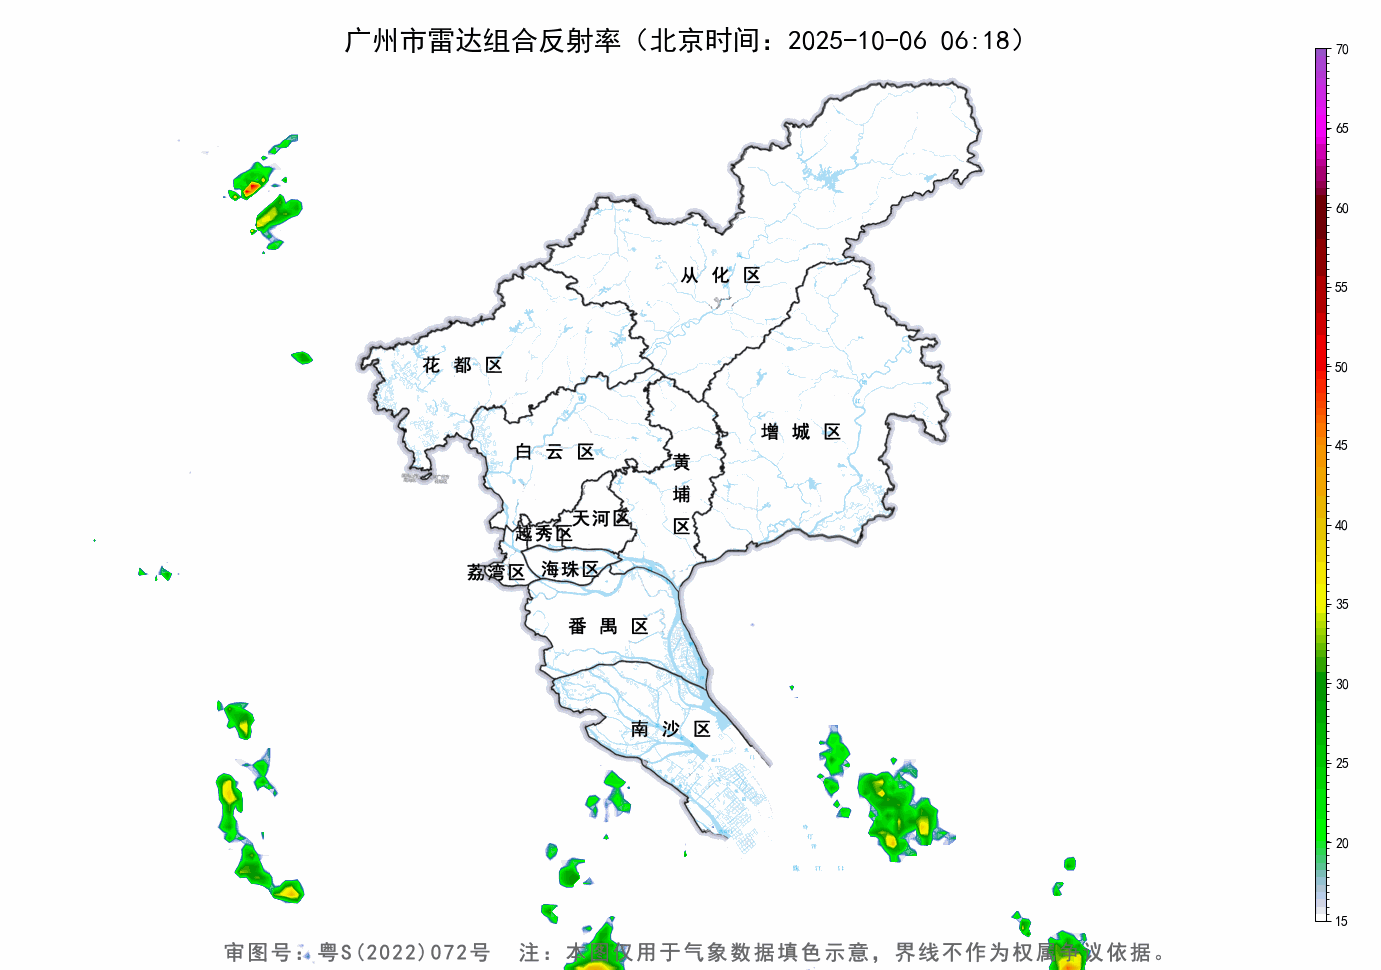 广州市雷达组合反射率（北京时间：2025-10-06 06:18）
70
65
60
55
50
45
40
35
30
25
20
15
从化区
花都区
增城区
白云区
黄埔区
天河区
越秀区
荔湾区
海珠区
番禺区
南沙区
审图号：粤S(2022)072号 注：本图仅用于气象数据填色示意，界线不作为权属争议依据。